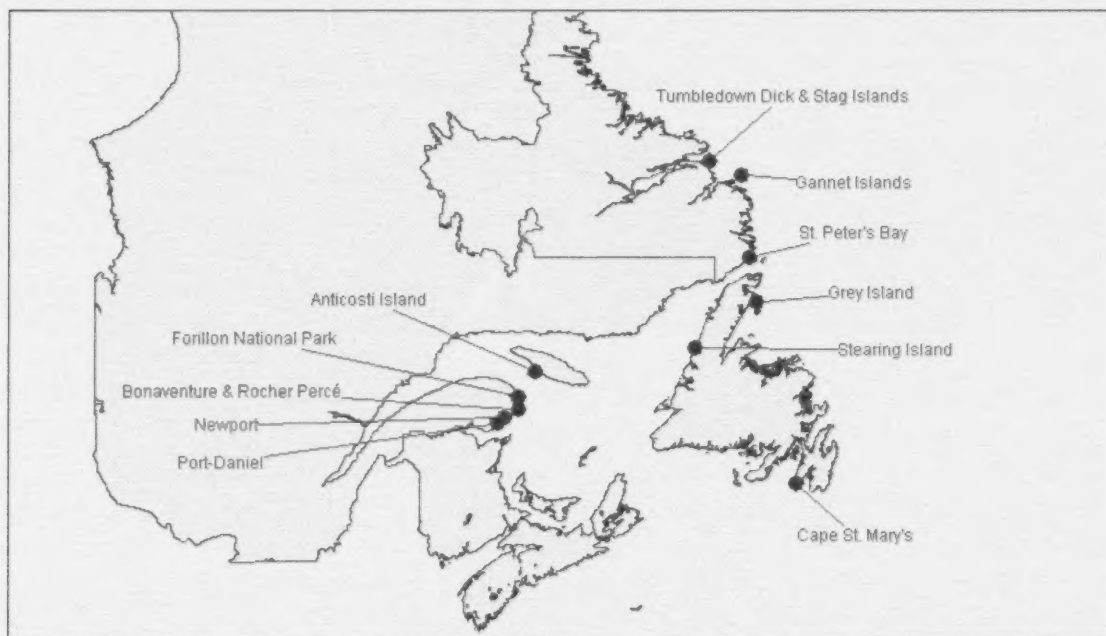 Tumbledown Dick & Stag Islands
Gannet Islands
St. Peter's Bay
Anticosti Island
Grey Island
Forillon National Park
Stearing Island
Bonaventure & Rocher Percé
Newport
Port-Daniel
Cape St. Mary's